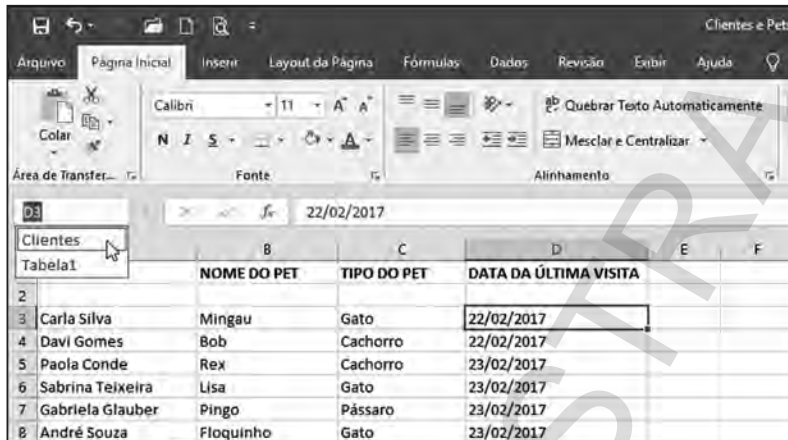 Clientes e Pets
Arquivo Página Inicial Inserir Layout da Página Fórmulas Dados Revisão Exibir Ajuda
Calibri 11 A A ab Quebrar Texto Automaticamente
Colar N I S A Mesclar e Centralizar
Área de Transfer... Fonte Alinhamento
D3 fx 22/02/2017
Clientes
Tabela1
B C D E F
NOME DO PET TIPO DO PET DATA DA ÚLTIMA VISITA
2
3 Carla Silva Mingau Gato 22/02/2017
4 Davi Gomes Bob Cachorro 22/02/2017
5 Paola Conde Rex Cachorro 23/02/2017
6 Sabrina Teixeira Lisa Gato 23/02/2017
7 Gabriela Glauber Pingo Pássaro 23/02/2017
8 André Souza Floquinho Gato 23/02/2017
STRA